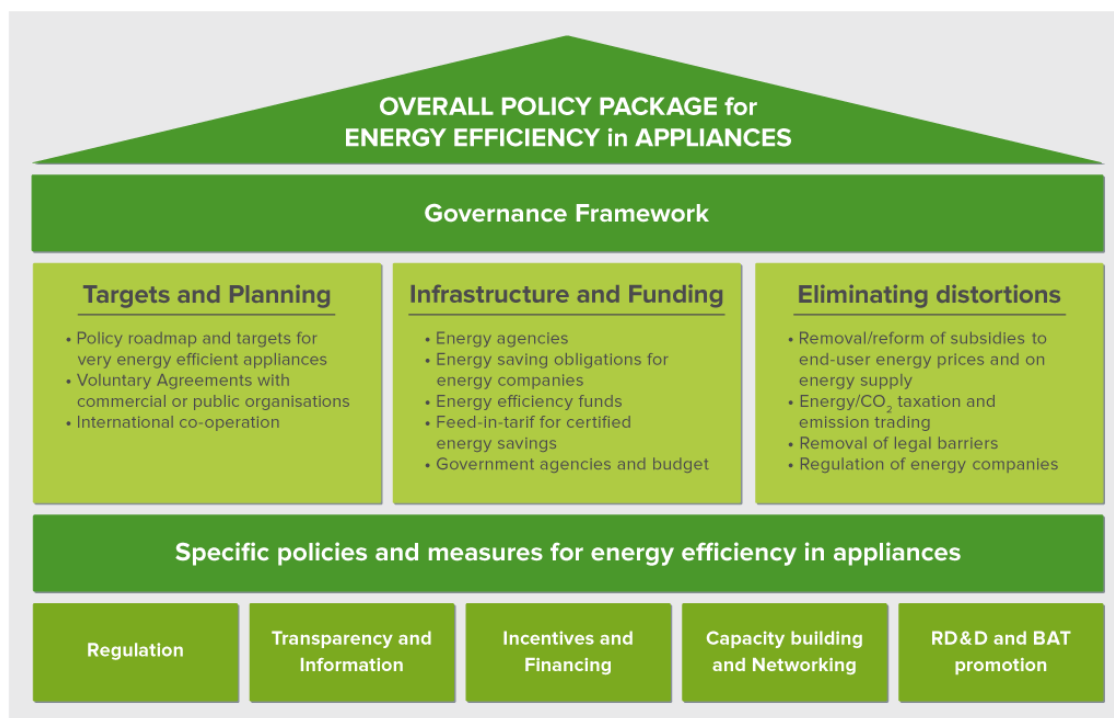 OVERALL POLICY PACKAGE for
ENERGY EFFICIENCY in APPLIANCES
Governance Framework
Targets and Planning
• Policy roadmap and targets for
very energy efficient appliances
• Voluntary Agreements with
commercial or public organisations
• International co-operation
Infrastructure and Funding
• Energy agencies
• Energy saving obligations for
energy companies
• Energy efficiency funds
• Feed-in-tarif for certified
energy savings
• Government agencies and budget
Eliminating distortions
• Removal/reform of subsidies to
end-user energy prices and on
energy supply
• Energy/CO₂ taxation and
emission trading
• Removal of legal barriers
• Regulation of energy companies
Specific policies and measures for energy efficiency in appliances
Regulation
Transparency and
Information
Incentives and
Financing
Capacity building
and Networking
RD&D and BAT
promotion